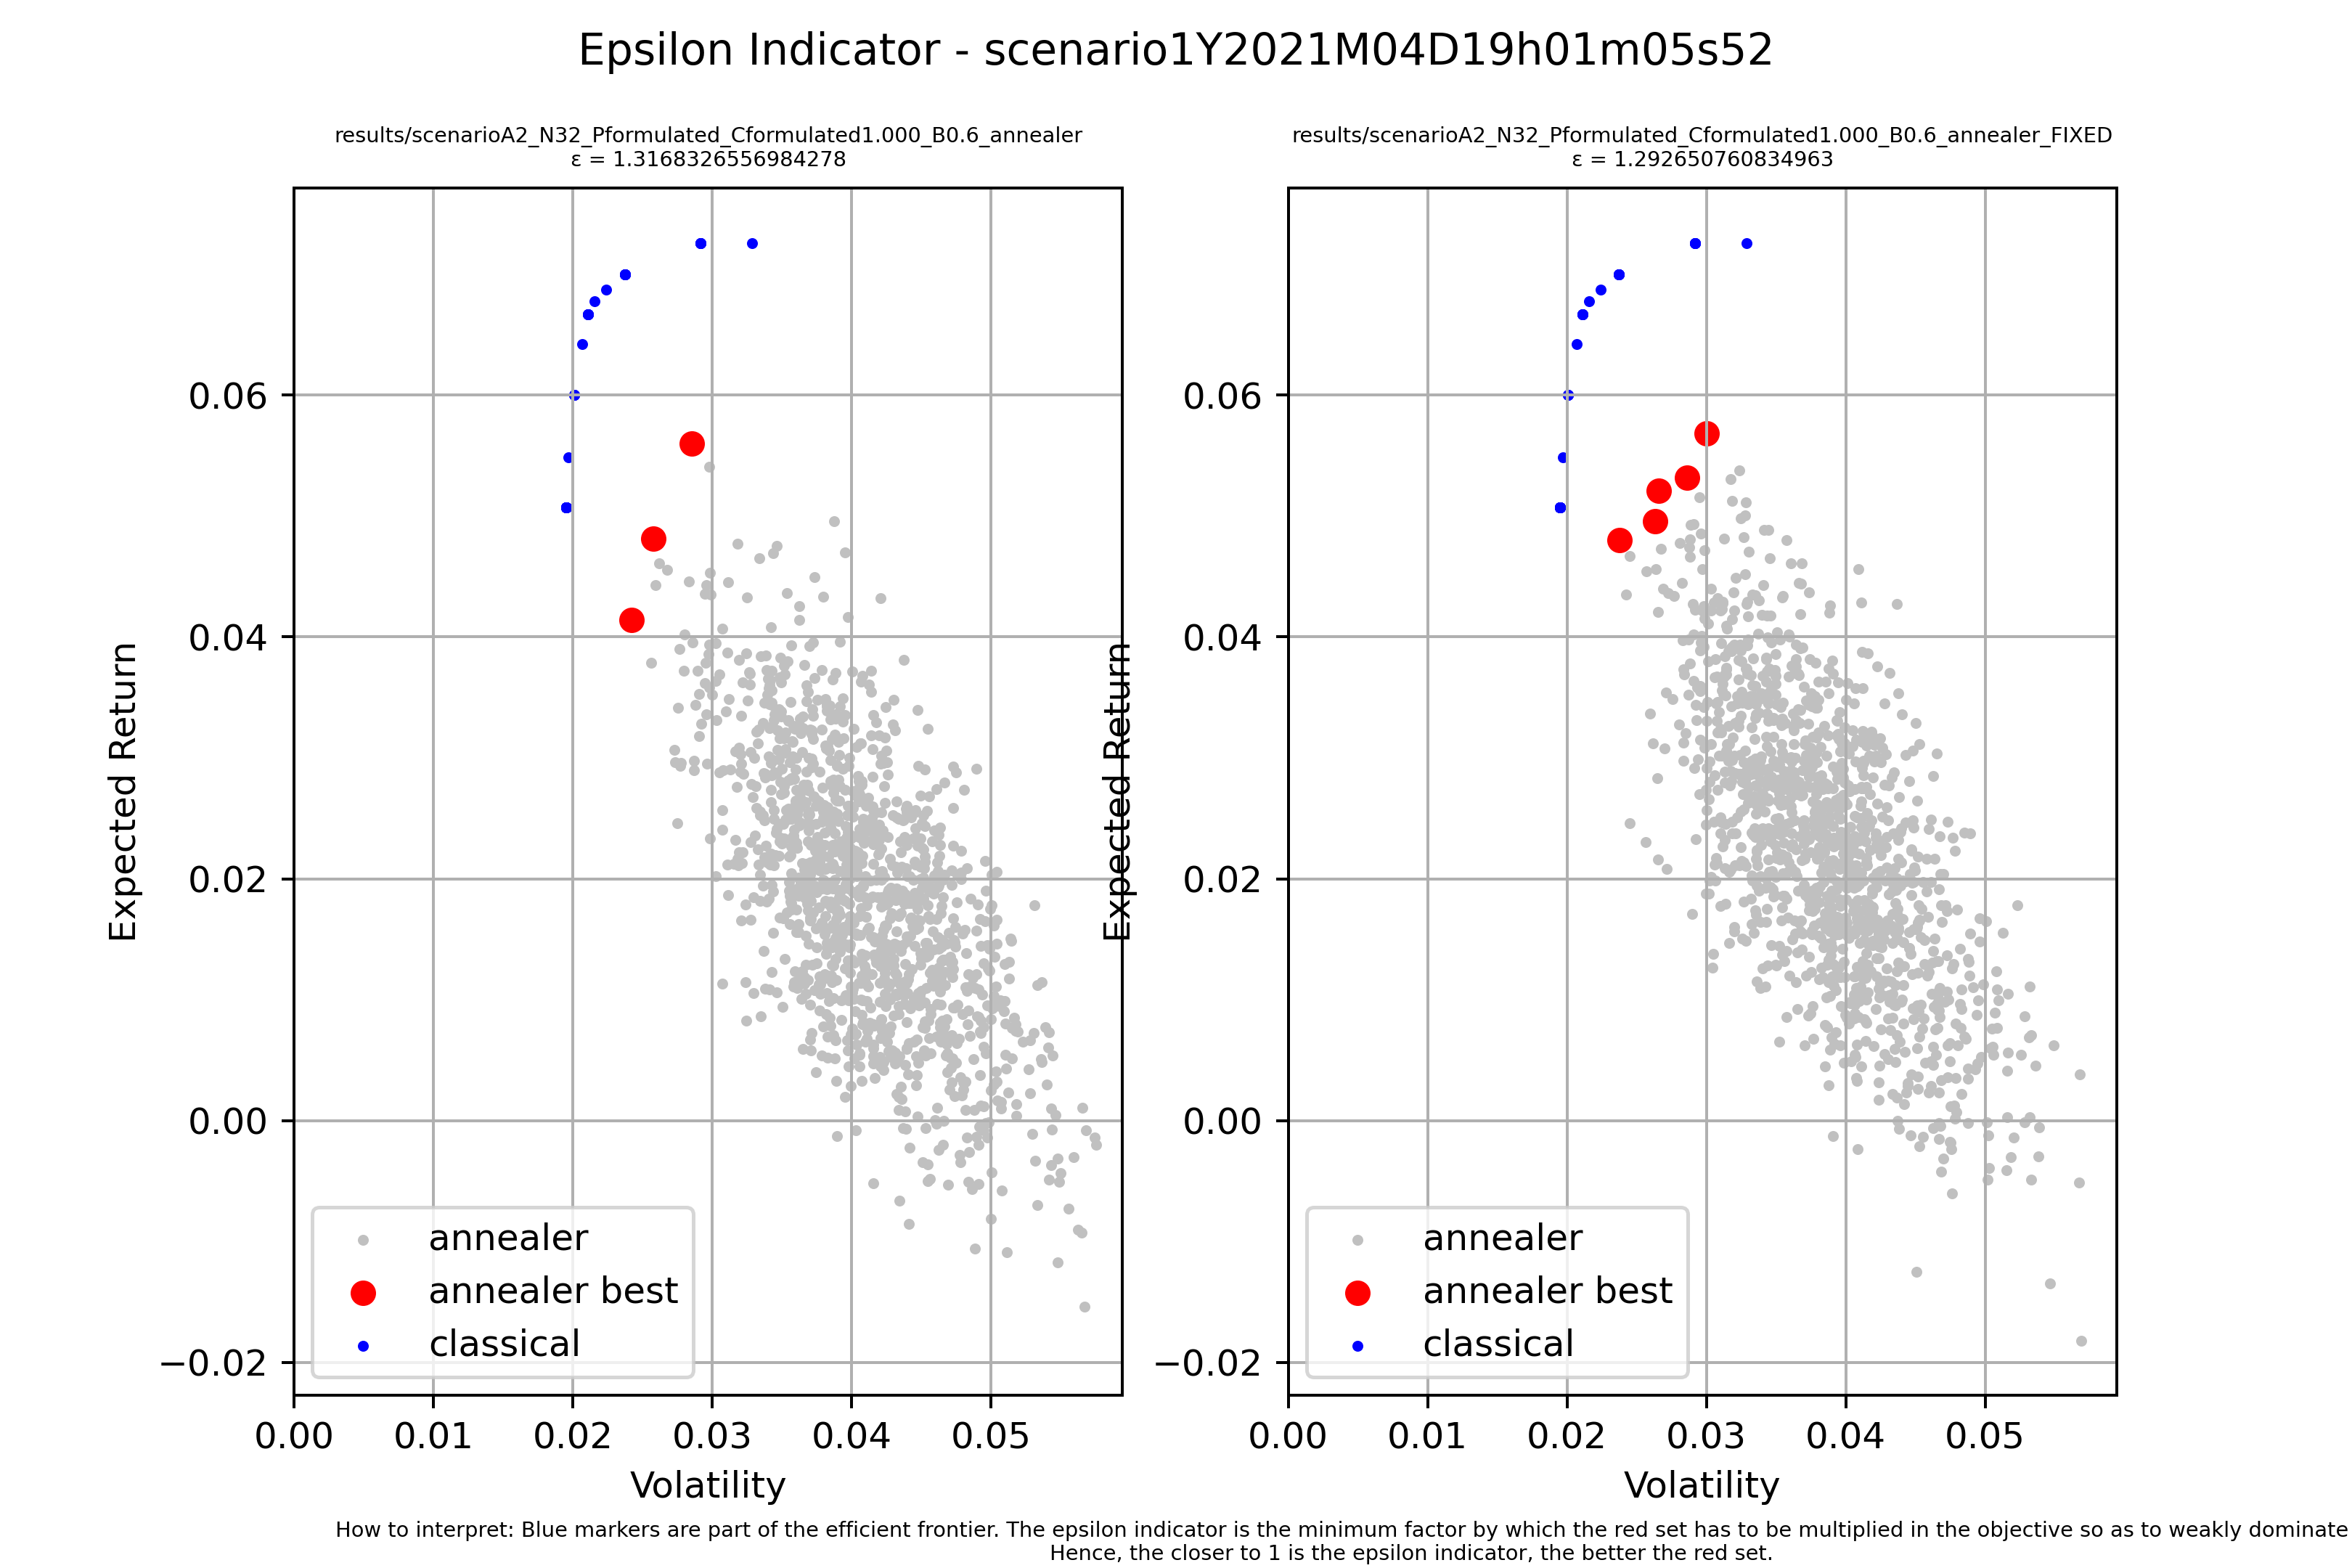 Epsilon Indicator - scenario1Y2021M04D19h01m05s52
results/scenarioA2_N32_Pformulated_Cformulated1.000_B0.6_annealer
ε = 1.3168326556984278
Expected Return
0.06
0.04
0.02
0.00
−0.02
annealer
annealer best
classical
0.00 0.01 0.02 0.03 0.04 0.05
Volatility
results/scenarioA2_N32_Pformulated_Cformulated1.000_B0.6_annealer_FIXED
ε = 1.292650760834963
Expected Return
0.06
0.04
0.02
0.00
−0.02
annealer
annealer best
classical
0.00 0.01 0.02 0.03 0.04 0.05
Volatility
How to interpret: Blue markers are part of the efficient frontier. The epsilon indicator is the minimum factor by which the red set has to be multiplied in the objective so as to weakly dominate
Hence, the closer to 1 is the epsilon indicator, the better the red set.